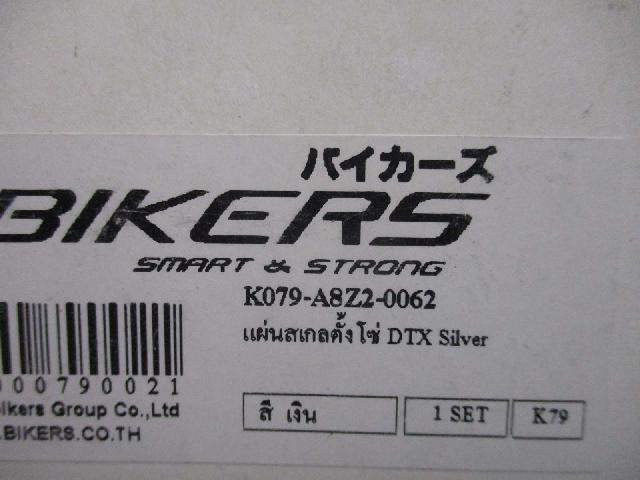 バイカーズ
BIKERS
SMART & STRONG
K079-A8Z2-0062
แผ่นสเกลตั้งโซ่ DTX Silver
000790021
ikers Group Co.,Ltd
.BIKERS.CO.TH
สี เงิน
1 SET
K79